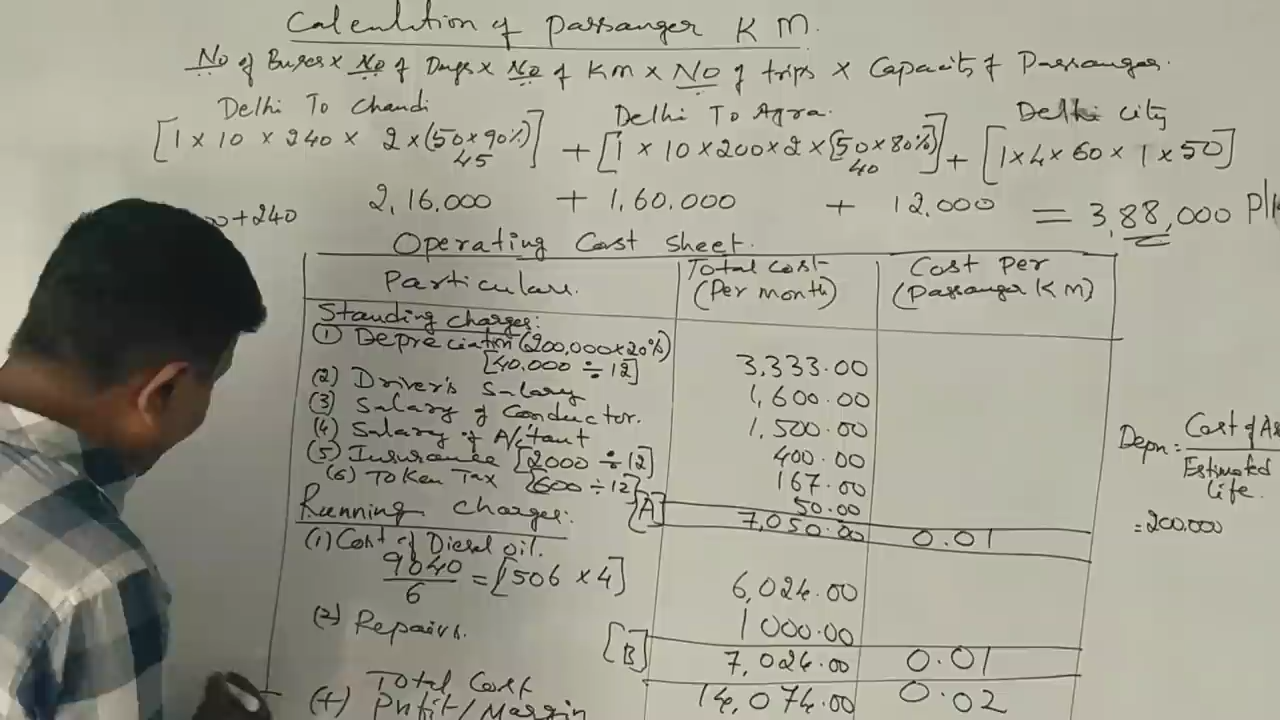 Calculation of Passanger KM.
No of Buses x No of Days x No of KM x No of trips x Capacity of Passanger.
Delhi To Chandi Delhi To Agra. Delhi city
[1 x 10 x 240 x 2 x (50 x 90%)] + [1 x 10 x 200 x 2 x (50 x 80%)] + [1 x 4 x 60 x 1 x 50]
45 40
2,16,000 + 1,60,000 + 12,000 = 3,88,000
+240
Operating Cost Sheet.
Particulars. Total cost (Per month) Cost Per (Passanger KM)
Standing charges:
(1) Depreciation (200,000 x 20%)
[40,000 ÷ 12] 3,333.00
(2) Driver's Salary 1,600.00
(3) Salary of Conductor. 1,500.00
(4) Salary of A/c'tant 400.00
(5) Insurance [2000 ÷ 12] 167.00
(6) Token Tax [600 ÷ 12] 50.00
[A] 7,050.00 0.01
Running Charges:
(1) Cost of Diesel oil.
9040/6 = [1506 x 4] 6,024.00
(2) Repairs. 1000.00
[B] 7,024.00 0.01
Total Cost 14,074.00 0.02
(+) Profit/Margin
Depn = Cost of As
Estimated
life.
= 200.000